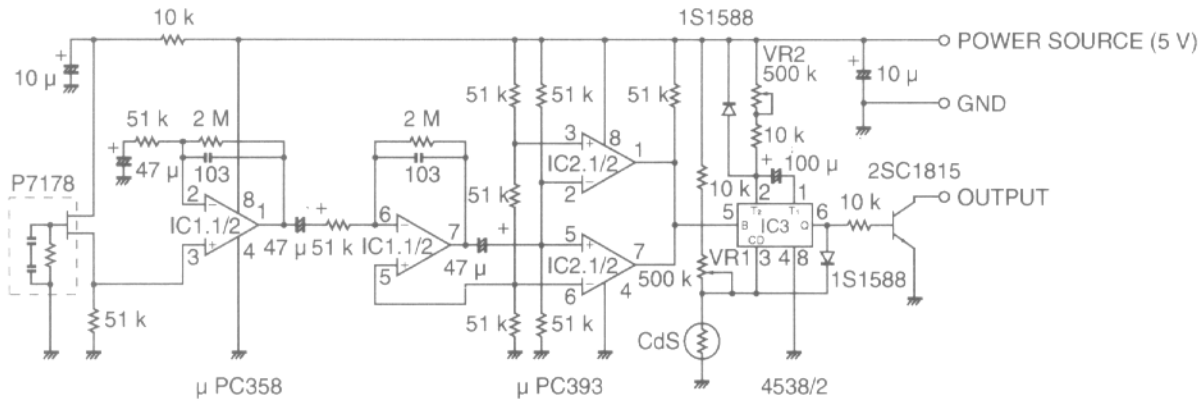 10 k
1S1588
POWER SOURCE (5 V)
+
10 μ
VR2
500 k
+
10 μ
GND
51 k
2 M
2 M
51 k
51 k
51 k
+
47 μ
103
103
3
8
1
IC2.1/2
2
10 k
+
100 μ
2SC1815
P7178
2
8
1
IC1.1/2
3
4
+
47 μ
51 k
6
7
IC1.1/2
5
+
47 μ
51 k
5
7
IC2.1/2
6
4
10 k
2
1
5
T2
T1
6
B
IC3
Q
CD
3
4
8
10 k
OUTPUT
500 k
VR1
1S1588
51 k
51 k
51 k
CdS
μ PC358
μ PC393
4538/2